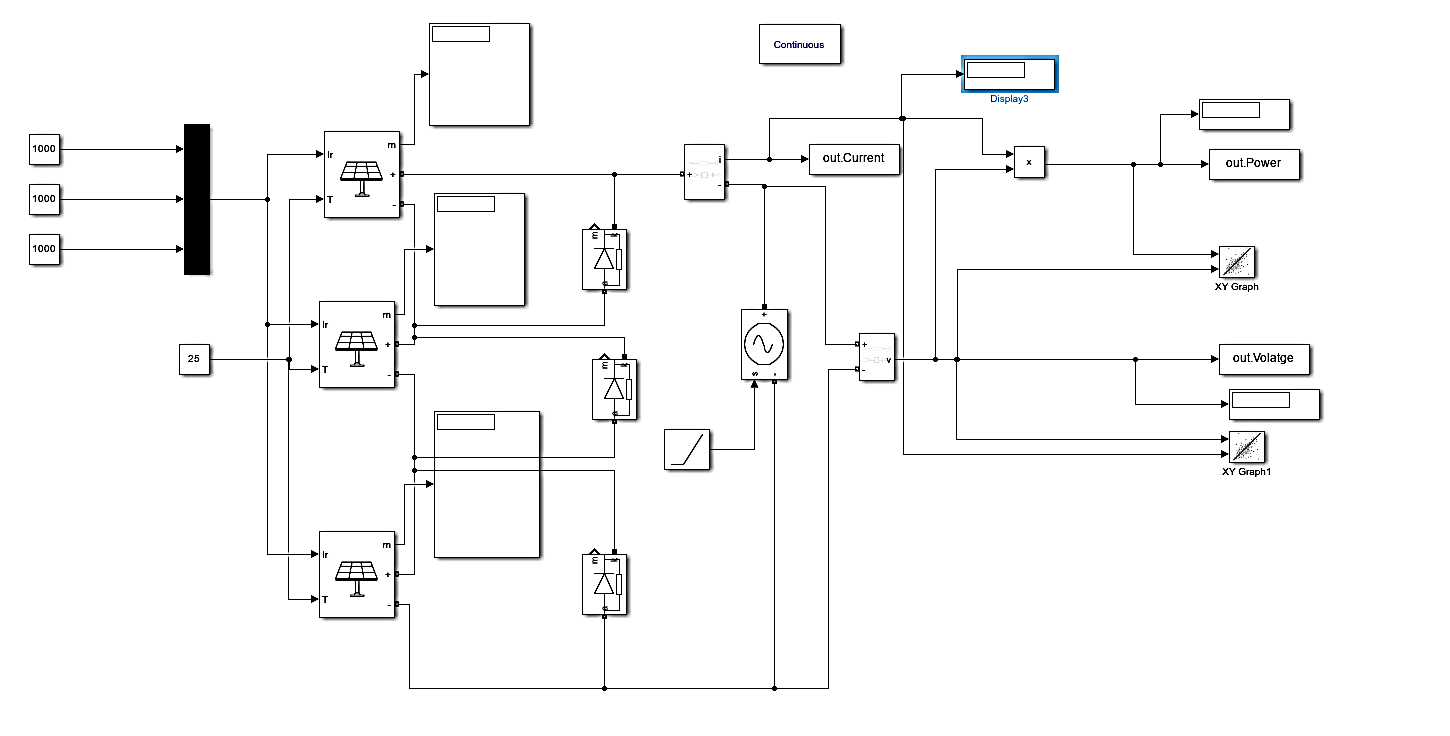 Continuous
Display3
1000
1000
1000
Ir
T
m
+
-
i
+
-
out.Current
x
out.Power
XY Graph
m
Ir
T
m
+
-
25
+
s
-
+
-
v
out.Volatge
m
XY Graph1
Ir
T
m
+
-
m